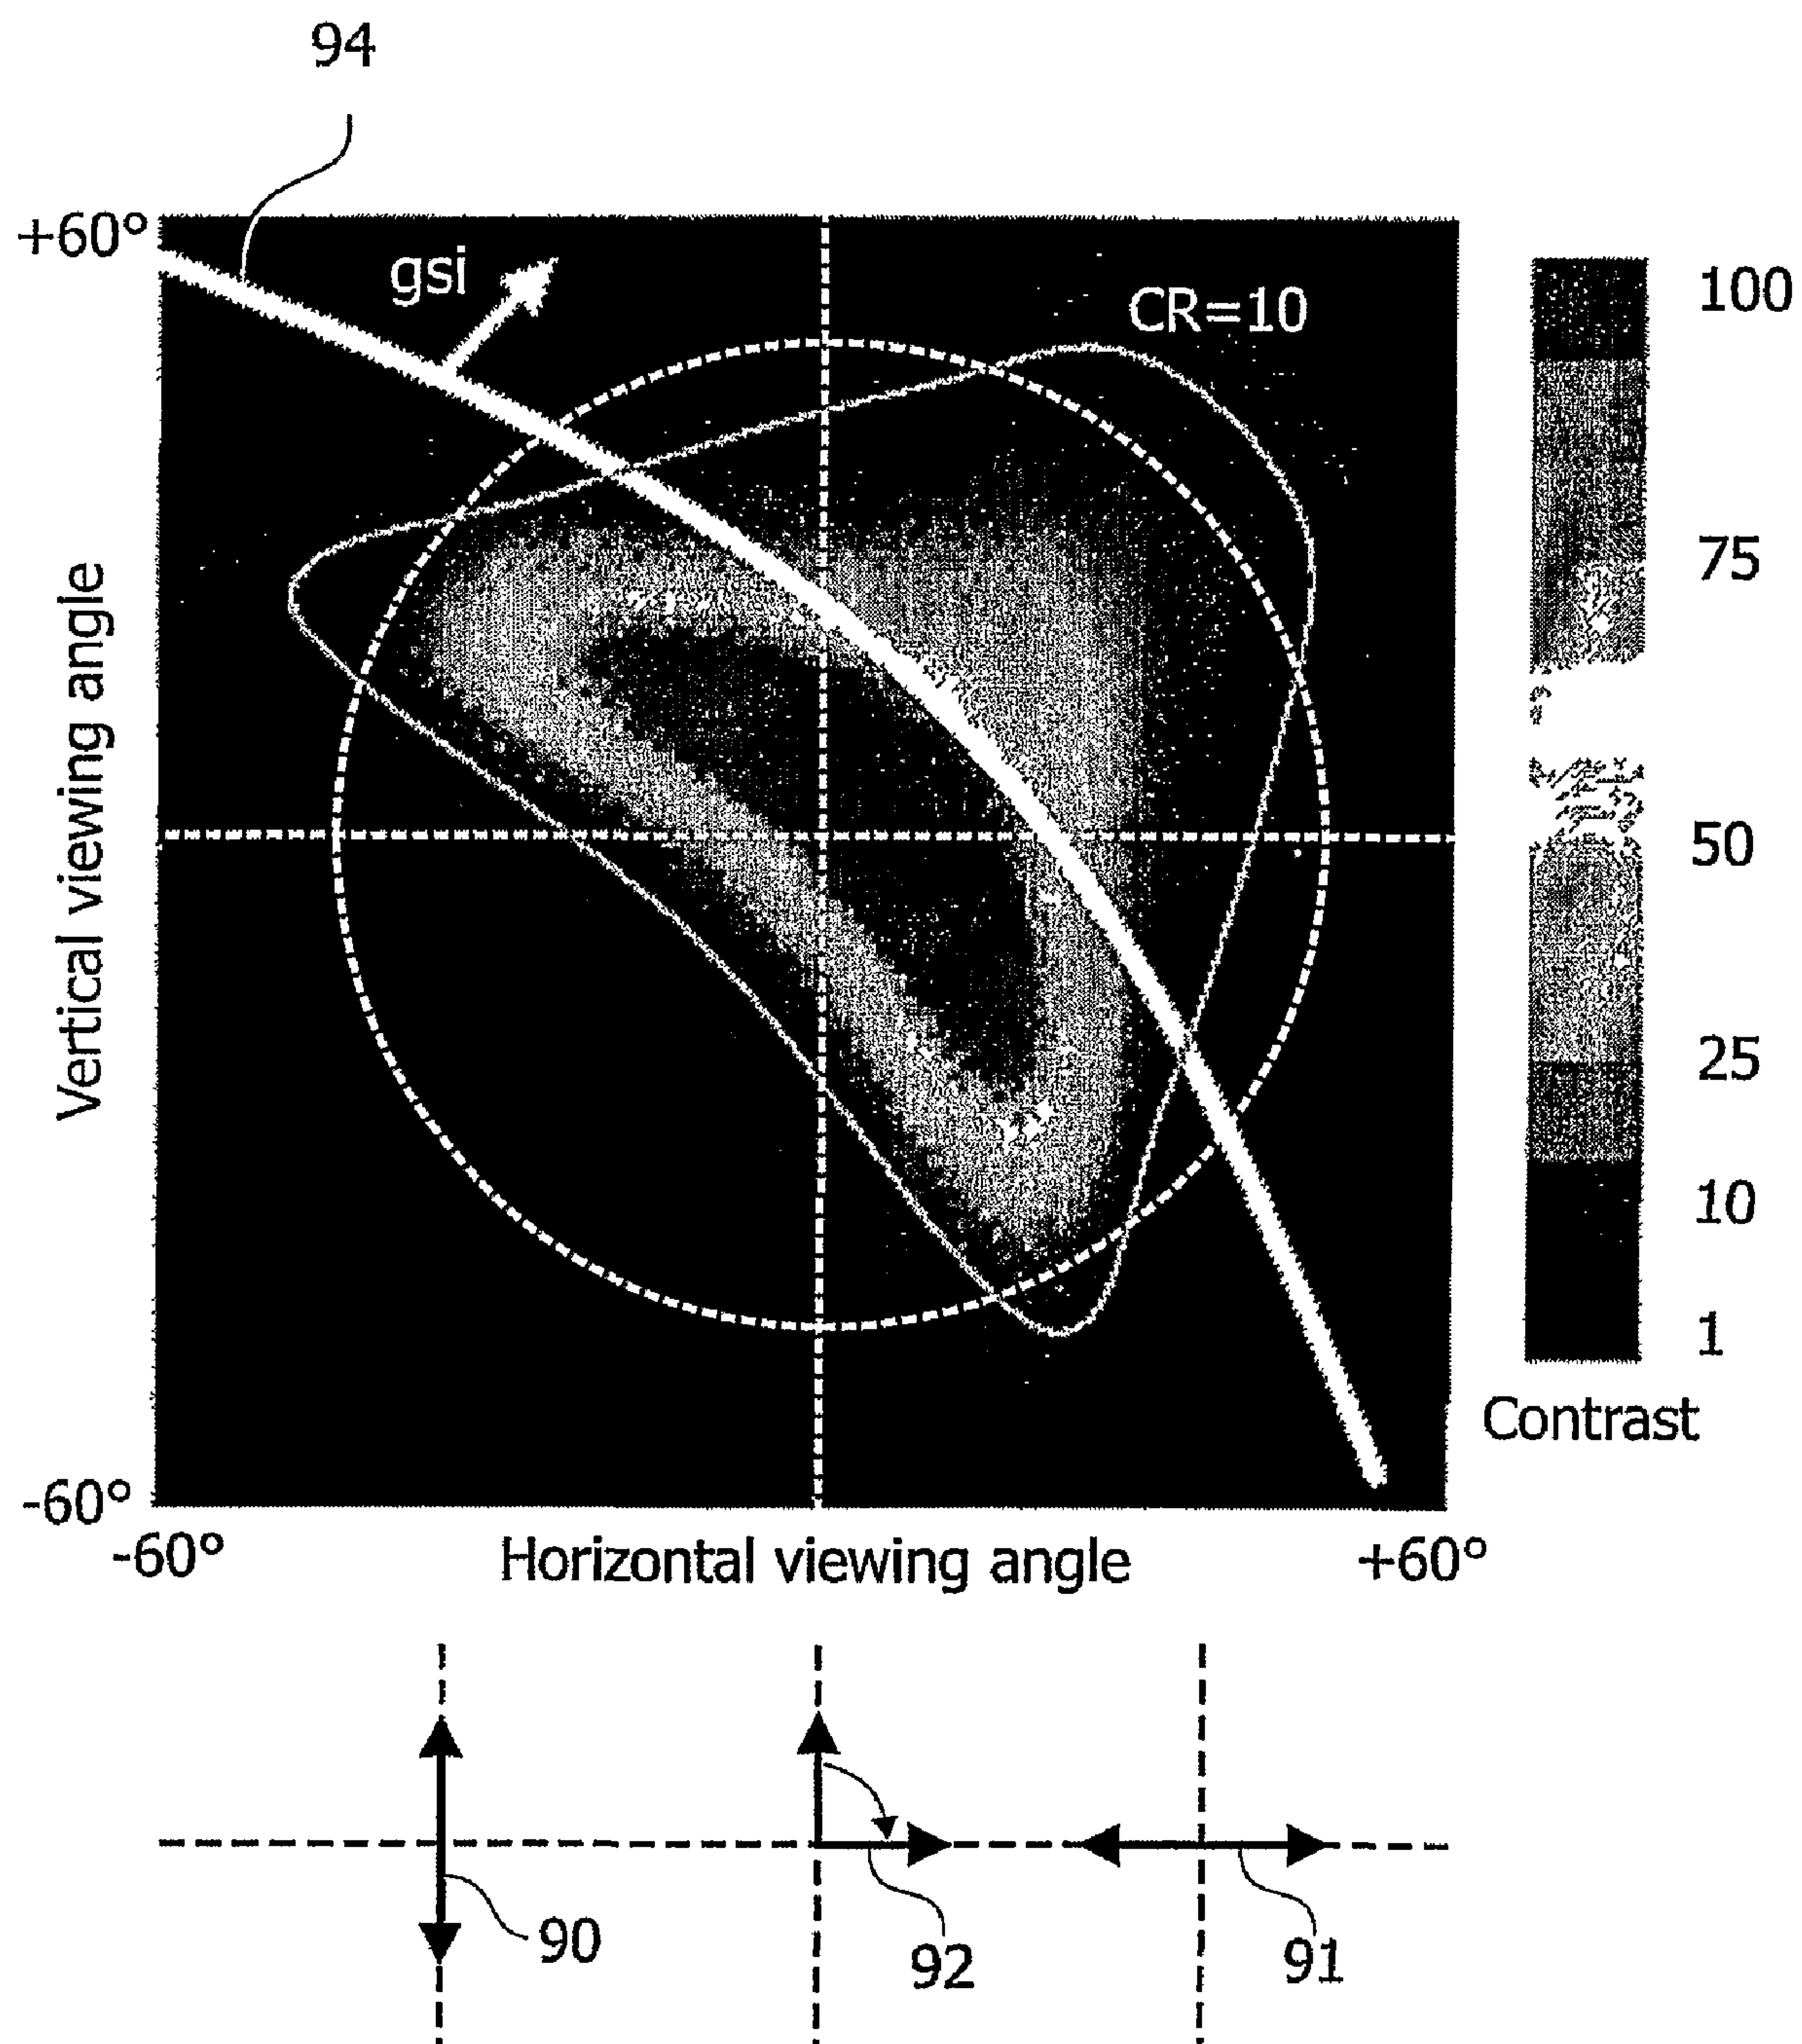 94
+60°
gsi
CR=10
100
75
50
25
10
1
Contrast
Vertical viewing angle
-60°
-60°
Horizontal viewing angle
+60°
90
92
91